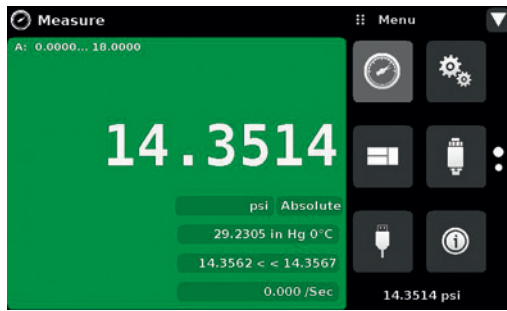 Measure
Menu
A: 0.0000... 18.0000
14.3514
psi Absolute
29.2305 in Hg 0°C
14.3562 < < 14.3567
0.000 /Sec
14.3514 psi